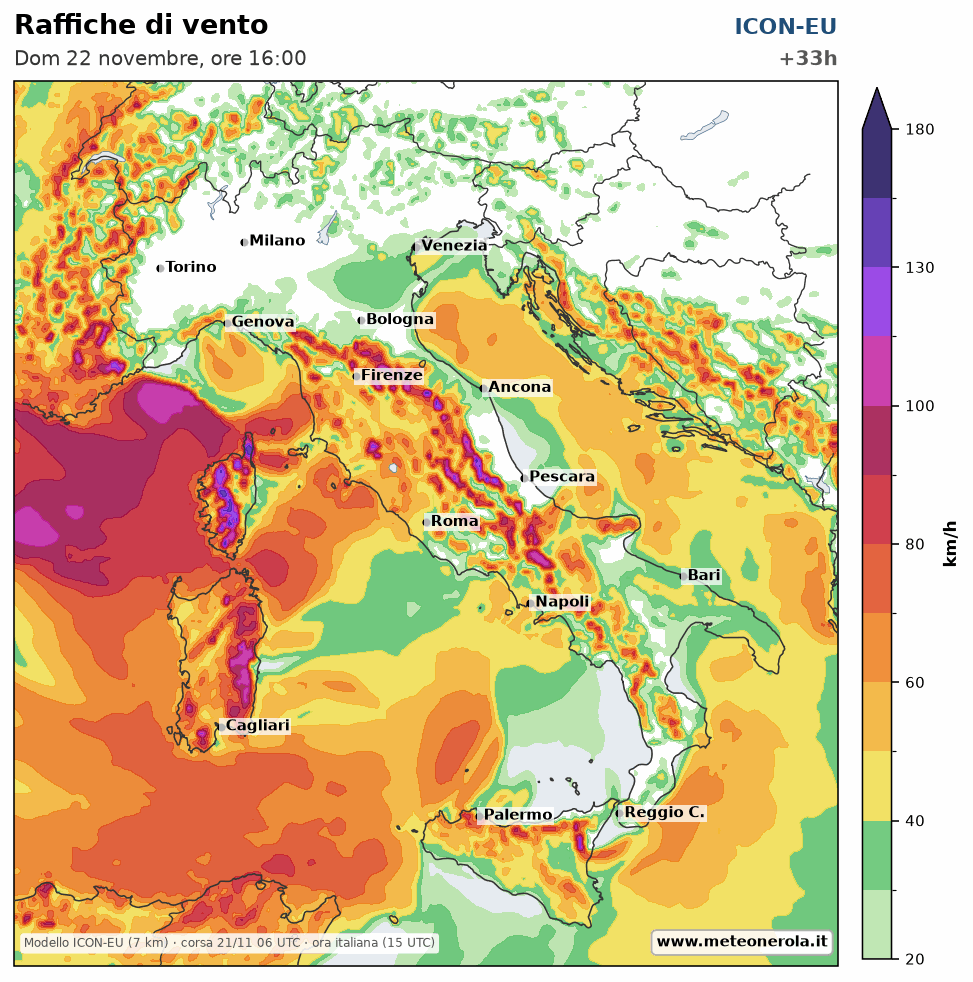 Raffiche di vento
ICON-EU
Dom 22 novembre, ore 16:00
+33h
180
130
100
80
60
40
20
km/h
Milano
Venezia
Torino
Genova
Bologna
Firenze
Ancona
Pescara
Roma
Bari
Napoli
Cagliari
Palermo
Reggio C.
Modello ICON-EU (7 km) · corsa 21/11 06 UTC · ora italiana (15 UTC)
www.meteonerola.it